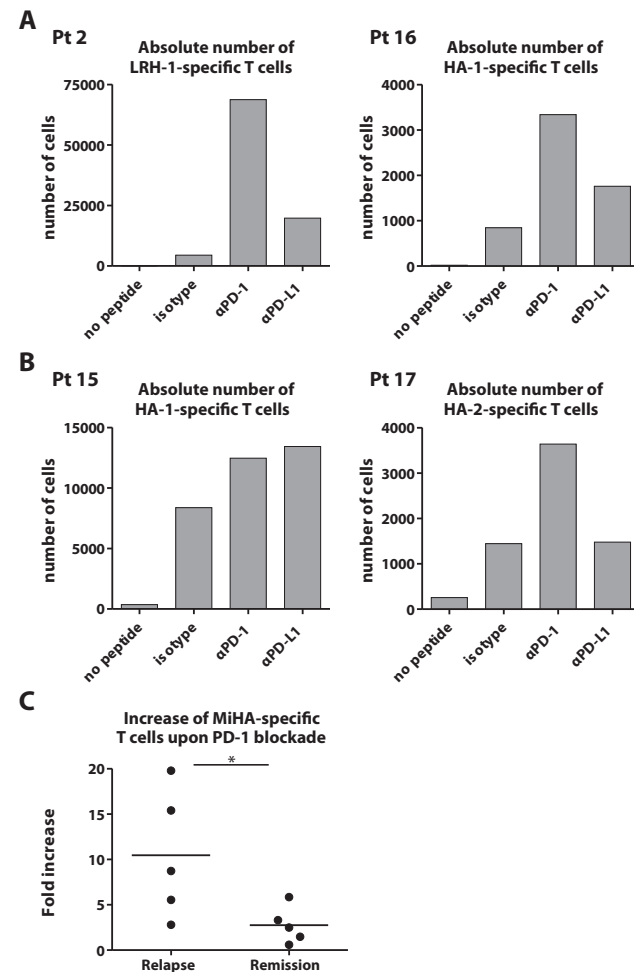 A
Pt 2
Absolute number of
LRH-1-specific T cells
number of cells
75000
50000
25000
0
no peptide
isotype
αPD-1
αPD-L1
Pt 16
Absolute number of
HA-1-specific T cells
number of cells
4000
3000
2000
1000
0
no peptide
isotype
αPD-1
αPD-L1
B
Pt 15
Absolute number of
HA-1-specific T cells
number of cells
15000
10000
5000
0
no peptide
isotype
αPD-1
αPD-L1
Pt 17
Absolute number of
HA-2-specific T cells
number of cells
4000
3000
2000
1000
0
no peptide
isotype
αPD-1
αPD-L1
C
Increase of MiHA-specific
T cells upon PD-1 blockade
Fold increase
20
15
10
5
0
*
Relapse
Remission